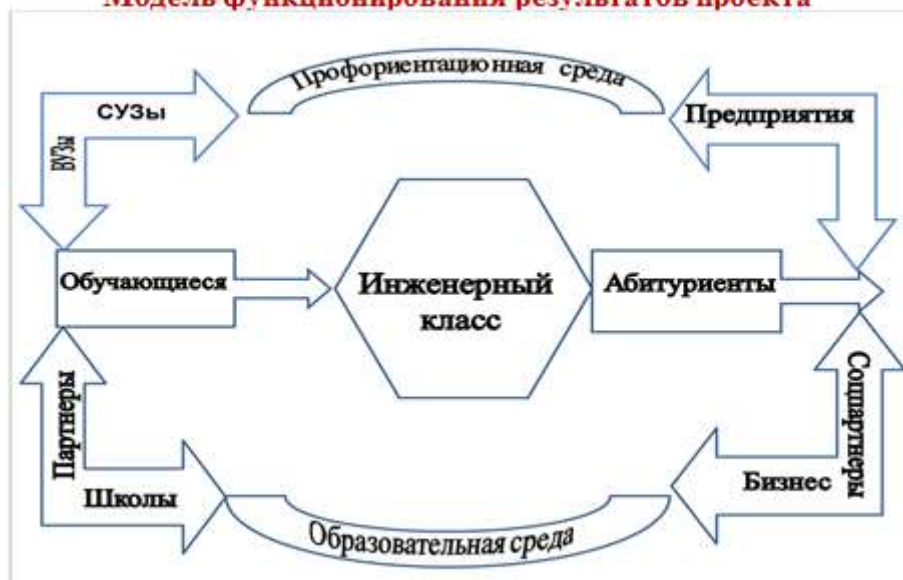 Модель функционирования результатов проекта
Профориентационная среда
СУЗы
ВУЗы
Предприятия
Обучающиеся
Инженерный
класс
Абитуриенты
Партнеры
Школы
Соцпартнеры
Бизнес
Образовательная среда